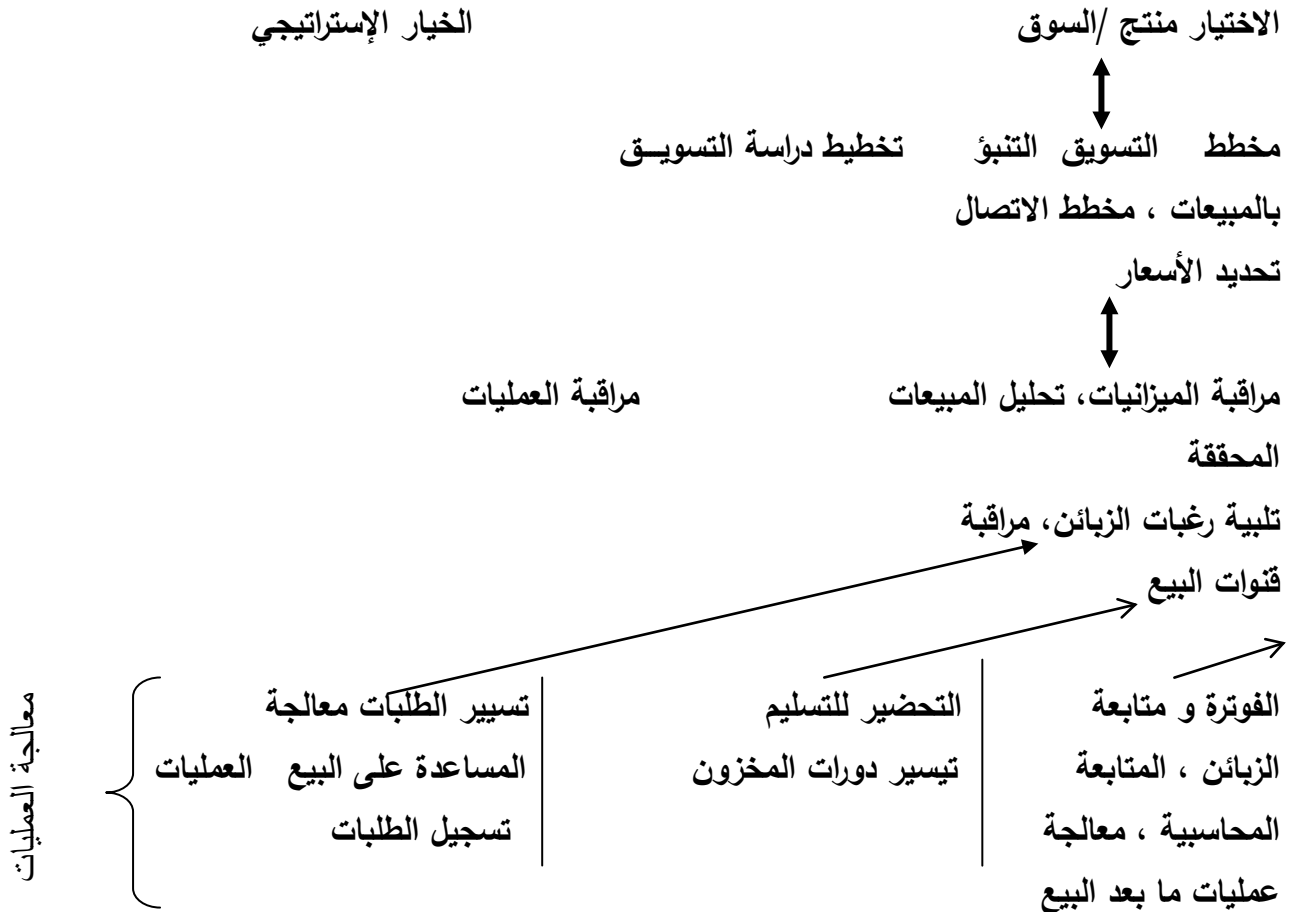 الاختيار منتج /السوق الخيار الإستراتيجي
مخطط التسويق التنبؤ تخطيط دراسة التسويــق
بالمبيعات ، مخطط الاتصال
تحديد الأسعار
مراقبة الميزانيات، تحليل المبيعات مراقبة العمليات
المحققة
تلبية رغبات الزبائن، مراقبة
قنوات البيع
الفوترة و متابعة التحضير للتسليم تسيير الطلبات معالجة
الزبائن ، المتابعة تيسير دورات المخزون المساعدة على البيع العمليات
المحاسبية ، معالجة تسجيل الطلبات
عمليات ما بعد البيع
معالجة العمليات